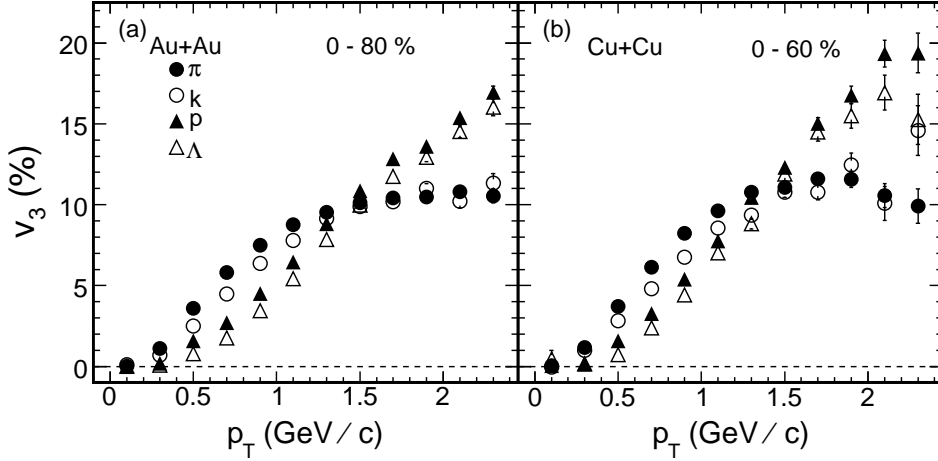 (a) Au+Au 0 - 80 %
π
k
p
Λ
(b) Cu+Cu 0 - 60 %
20
15
10
5
0
v3 (%)
0 0.5 1 1.5 2
0 0.5 1 1.5 2
pT (GeV / c)
pT (GeV / c)